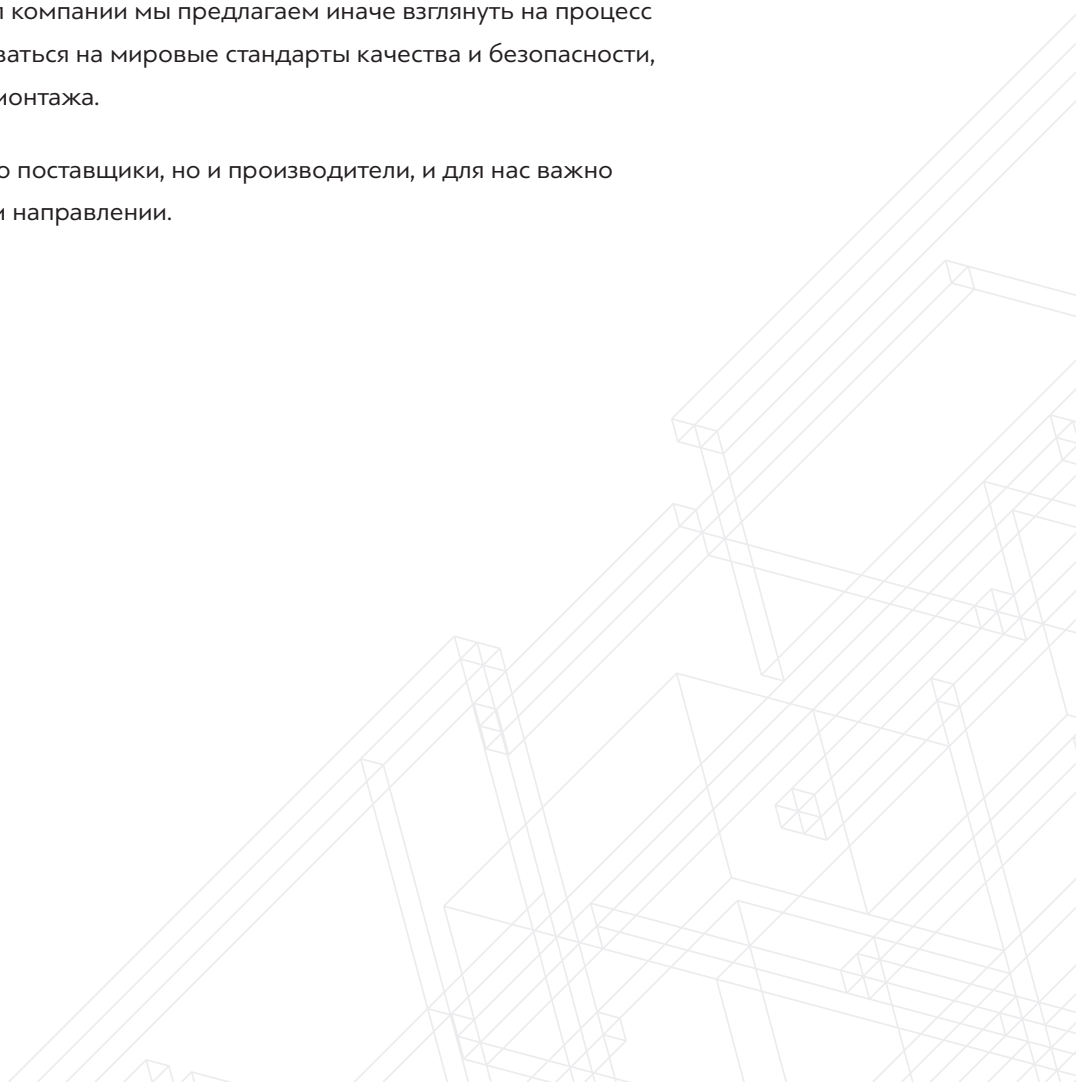 компании мы предлагаем иначе взглянуть на процесс
ваться на мировые стандарты качества и безопасности,
монтажа.
о поставщики, но и производители, и для нас важно
направлении.